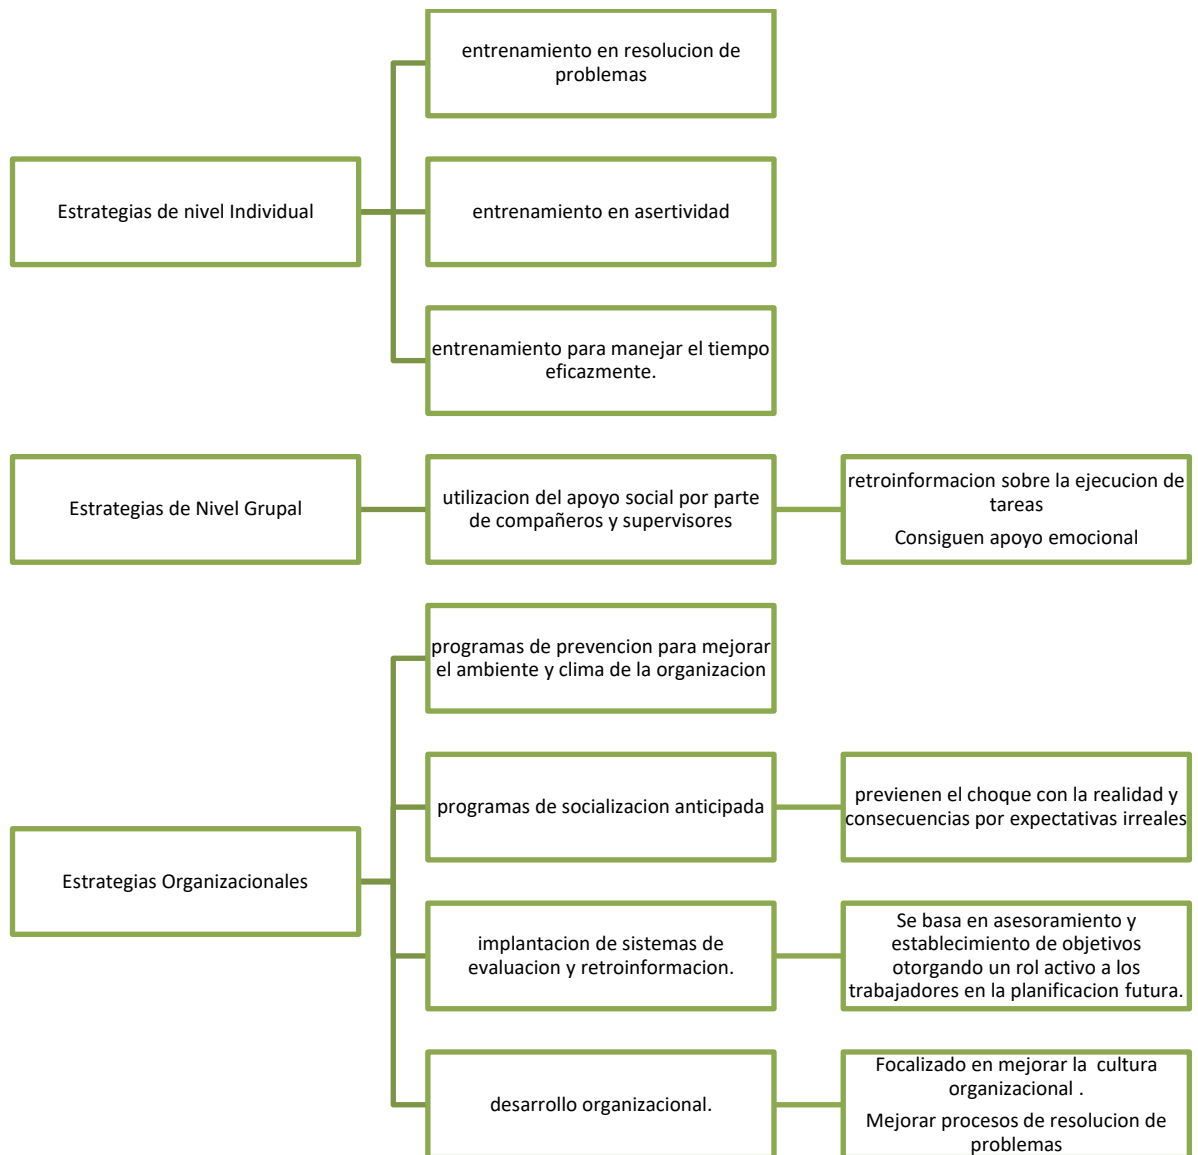 entrenamiento en resolucion de
problemas
Estrategias de nivel Individual
entrenamiento en asertividad
entrenamiento para manejar el tiempo
eficazmente.
Estrategias de Nivel Grupal
utilizacion del apoyo social por parte
de compañeros y supervisores
retroinformacion sobre la ejecucion de
tareas
Consiguen apoyo emocional
Estrategias Organizacionales
programas de prevencion para mejorar
el ambiente y clima de la organizacion
programas de socializacion anticipada
previenen el choque con la realidad y
consecuencias por expectativas irreales
implantacion de sistemas de
evaluacion y retroinformacion.
Se basa en asesoramiento y
establecimiento de objetivos
otorgando un rol activo a los
trabajadores en la planificacion futura.
desarrollo organizacional.
Focalizado en mejorar la  cultura
organizacional .
Mejorar procesos de resolucion de
problemas